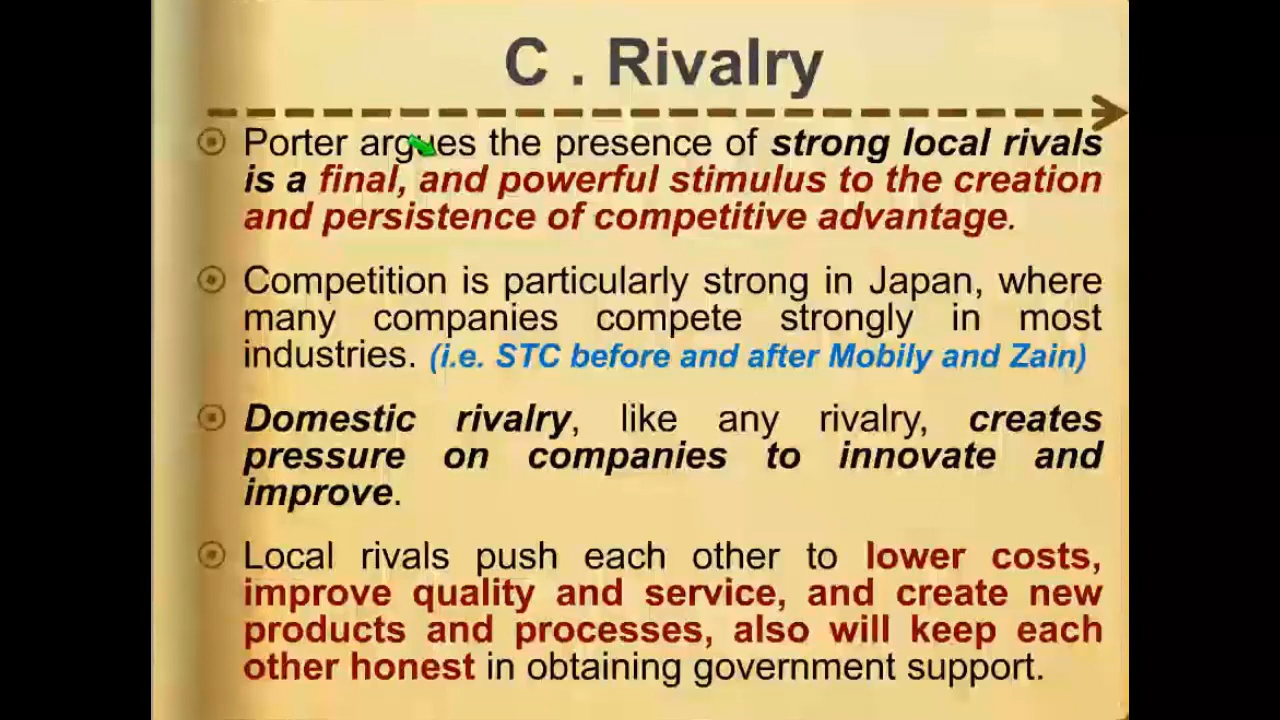 C . Rivalry
Porter argues the presence of strong local rivals
is a final, and powerful stimulus to the creation
and persistence of competitive advantage.
Competition is particularly strong in Japan, where
many companies compete strongly in most
industries. (i.e. STC before and after Mobily and Zain)
Domestic rivalry, like any rivalry, creates
pressure on companies to innovate and
improve.
Local rivals push each other to lower costs,
improve quality and service, and create new
products and processes, also will keep each
other honest in obtaining government support.